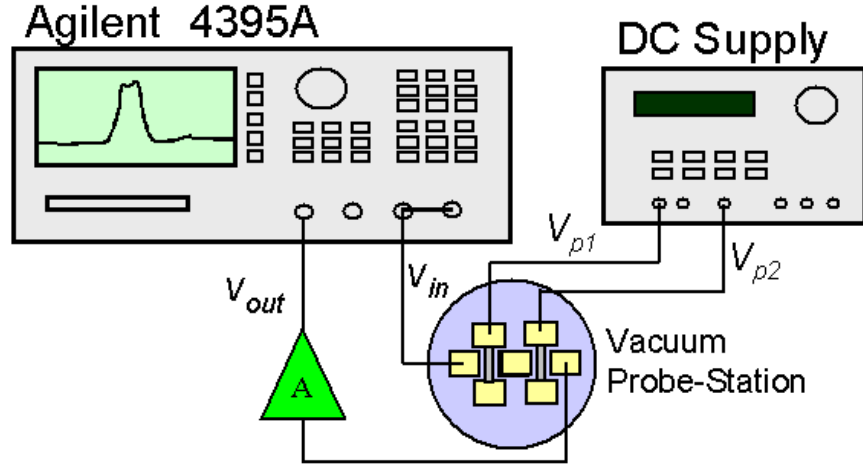 Agilent 4395A
DC Supply
Vp1
Vp2
Vout
Vin
A
Vacuum
Probe-Station